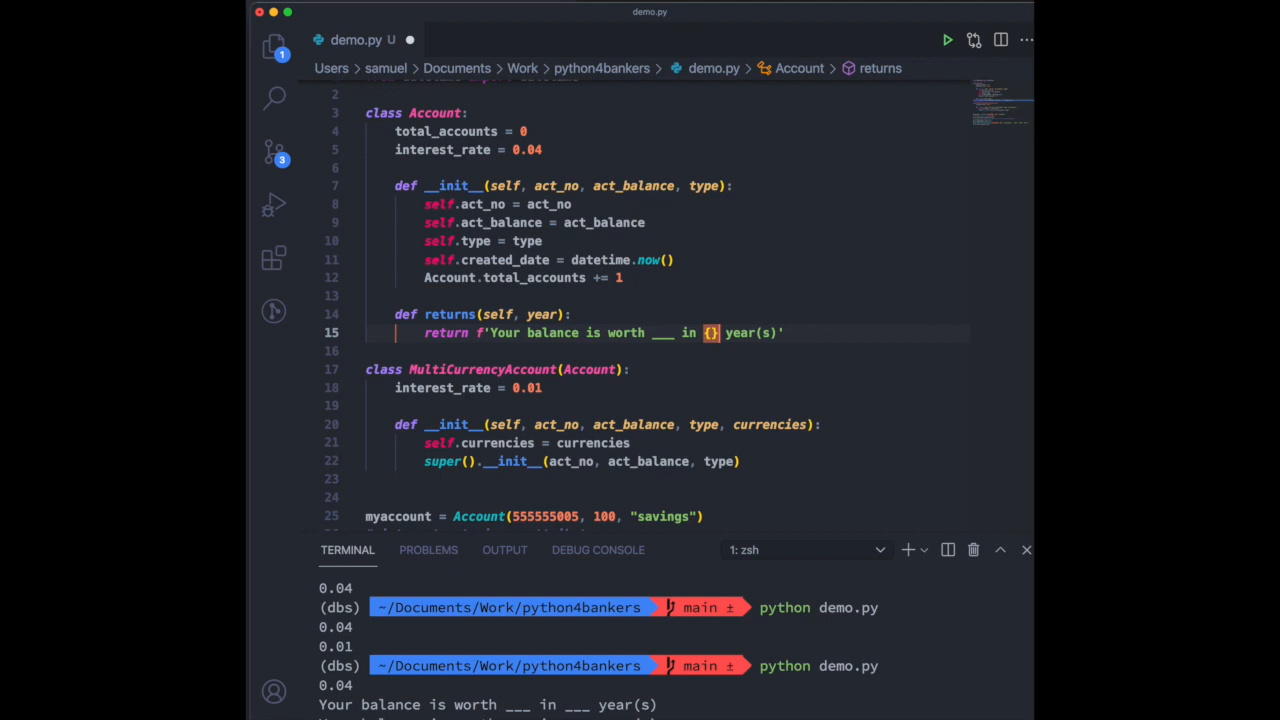 demo.py
demo.py U
Users > samuel > Documents > Work > python4bankers > demo.py > Account > returns
1
3
2
3 class Account:
4 total_accounts = 0
5 interest_rate = 0.04
6
7 def __init__(self, act_no, act_balance, type):
8 self.act_no = act_no
9 self.act_balance = act_balance
10 self.type = type
11 self.created_date = datetime.now()
12 Account.total_accounts += 1
13
14 def returns(self, year):
15 return f'Your balance is worth ___ in {} year(s)'
16
17 class MultiCurrencyAccount(Account):
18 interest_rate = 0.01
19
20 def __init__(self, act_no, act_balance, type, currencies):
21 self.currencies = currencies
22 super().__init__(act_no, act_balance, type)
23
24
25 myaccount = Account(555555005, 100, "savings")
TERMINAL PROBLEMS OUTPUT DEBUG CONSOLE 1: zsh
0.04
(dbs) ~/Documents/Work/python4bankers main ± python demo.py
0.04
0.01
(dbs) ~/Documents/Work/python4bankers main ± python demo.py
0.04
Your balance is worth ___ in ___ year(s)